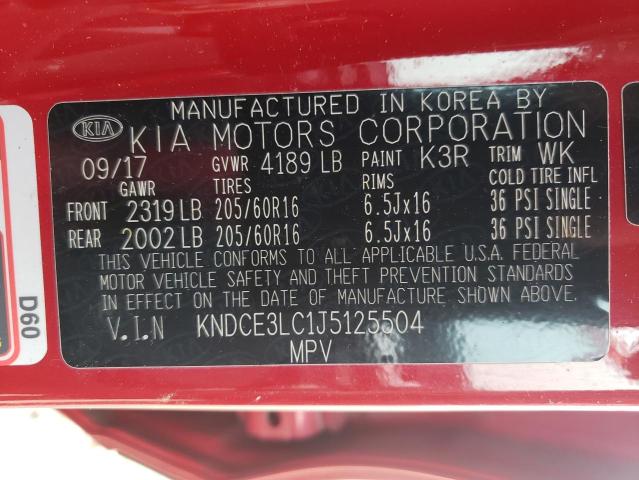 MANUFACTURED IN KOREA BY
KIA KIA MOTORS CORPORATION
09/17 GVWR 4189 LB PAINT K3R TRIM WK
GAWR TIRES RIMS COLD TIRE INFL
FRONT 2319 LB 205/60R16 6.5Jx16 36 PSI SINGLE
REAR 2002 LB 205/60R16 6.5Jx16 36 PSI SINGLE
THIS VEHICLE CONFORMS TO ALL APPLICABLE U.S.A. FEDERAL
MOTOR VEHICLE SAFETY AND THEFT PREVENTION STANDARDS
IN EFFECT ON THE DATE OF MANUFACTURE SHOWN ABOVE.
V.I.N KNDCE3LC1J5125504
MPV
D60